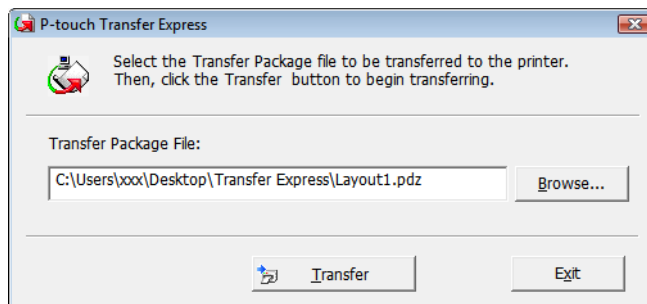 P-touch Transfer Express
Select the Transfer Package file to be transferred to the printer.
Then, click the Transfer button to begin transferring.
Transfer Package File:
C:\Users\xxx\Desktop\Transfer Express\Layout1.pdz
Browse...
Transfer
Exit